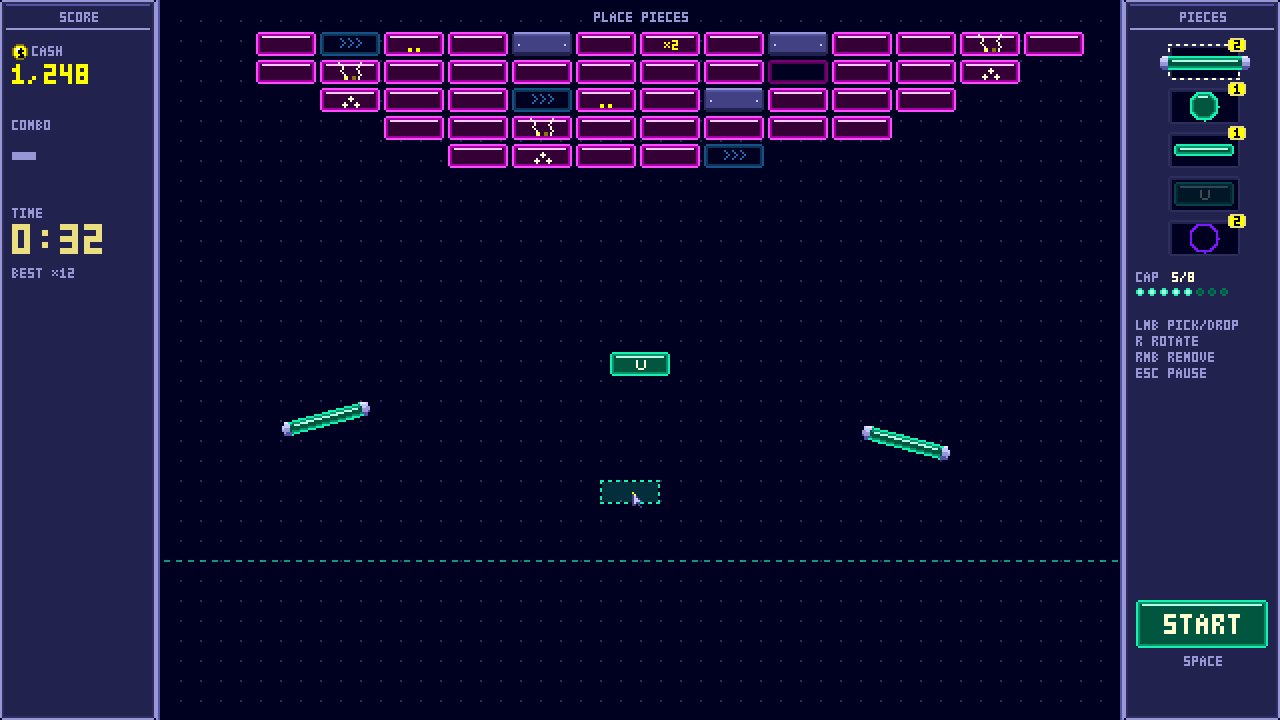 SCORE
CASH
1,248
COMBO
TIME
0:32
BEST ×12
PLACE PIECES
>>>
×2
>>>
>>>
U
PIECES
2
1
1
U
2
CAP 5/8
LMB PICK/DROP
R ROTATE
RMB REMOVE
ESC PAUSE
START
SPACE